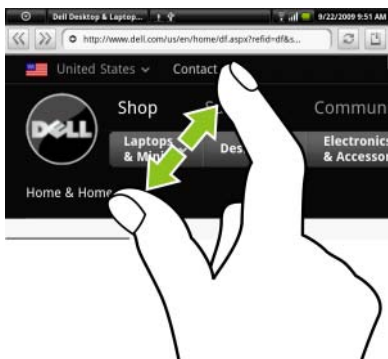 Dell Desktop & Laptop...
9/22/2009 9:51 AM
http://www.dell.com/us/en/home/df.aspx?refid=df&s...
United States
Contact
DELL
Shop
Commun
Laptops
& Mini
Des
Electronics
& Accessor
Home & Home